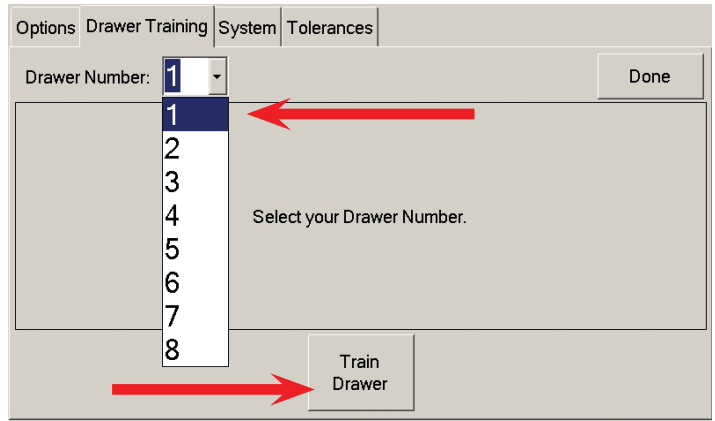 Options Drawer Training System Tolerances
Drawer Number: 1 Done
1
2
3
4
Select your Drawer Number.
5
6
7
8
Train
Drawer